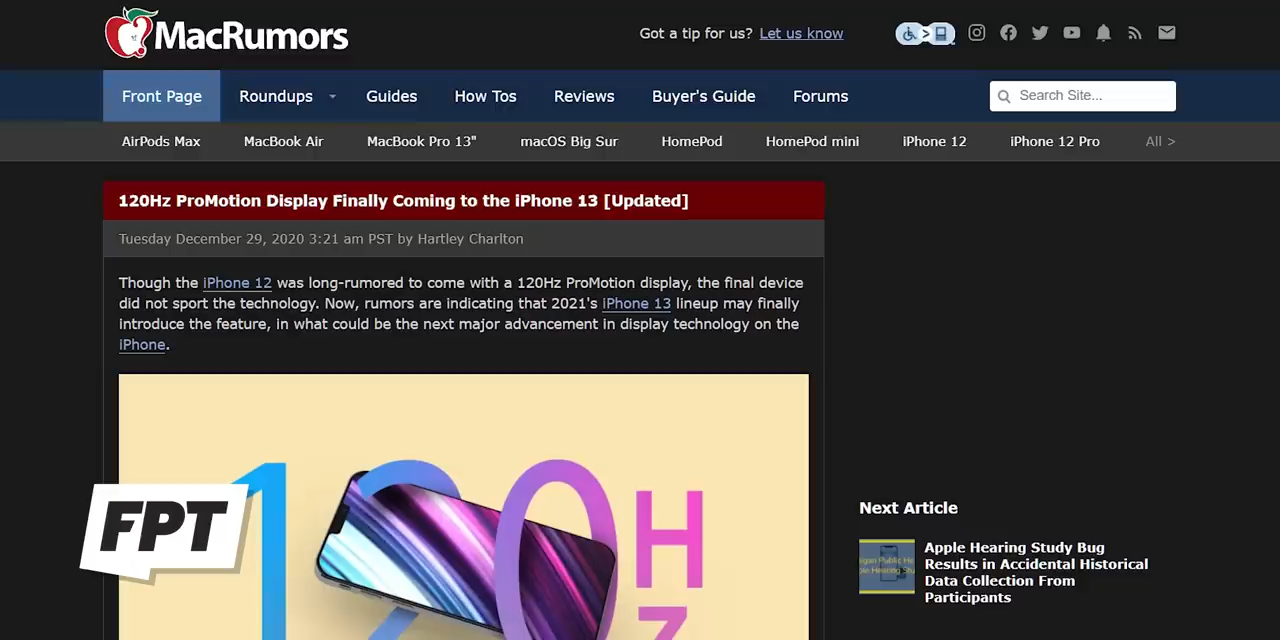 MacRumors
Got a tip for us? Let us know
Front Page Roundups Guides How Tos Reviews Buyer's Guide Forums Search Site...
AirPods Max MacBook Air MacBook Pro 13" macOS Big Sur HomePod HomePod mini iPhone 12 iPhone 12 Pro All >
120Hz ProMotion Display Finally Coming to the iPhone 13 [Updated]
Tuesday December 29, 2020 3:21 am PST by Hartley Charlton
Though the iPhone 12 was long-rumored to come with a 120Hz ProMotion display, the final device
did not sport the technology. Now, rumors are indicating that 2021's iPhone 13 lineup may finally
introduce the feature, in what could be the next major advancement in display technology on the
iPhone.
120
H
Z
FPT
Next Article
Apple Hearing Study Bug
Results in Accidental Historical
Data Collection From
Participants